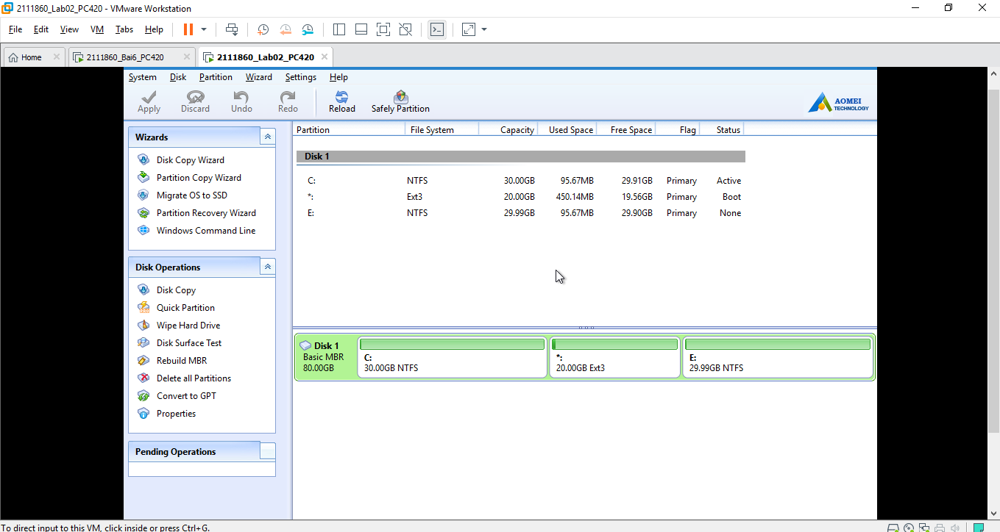 2111860_Lab02_PC420 - VMware Workstation
File Edit View VM Tabs Help
Home 2111860_Bai6_PC420 2111860_Lab02_PC420
System Disk Partition Wizard Settings Help
Apply Discard Undo Redo Reload Safely Partition
AOMEI
TECHNOLOGY
Wizards
Disk Copy Wizard
Partition Copy Wizard
Migrate OS to SSD
Partition Recovery Wizard
Windows Command Line
Disk Operations
Disk Copy
Quick Partition
Wipe Hard Drive
Disk Surface Test
Rebuild MBR
Delete all Partitions
Convert to GPT
Properties
Pending Operations
Partition File System Capacity Used Space Free Space Flag Status
Disk 1
C: NTFS 30.00GB 95.67MB 29.91GB Primary Active
*: Ext3 20.00GB 450.14MB 19.56GB Primary Boot
E: NTFS 29.99GB 95.67MB 29.90GB Primary None
Disk 1
Basic MBR
80.00GB
C:
30.00GB NTFS
*:
20.00GB Ext3
E:
29.99GB NTFS
To direct input to this VM, click inside or press Ctrl+G.